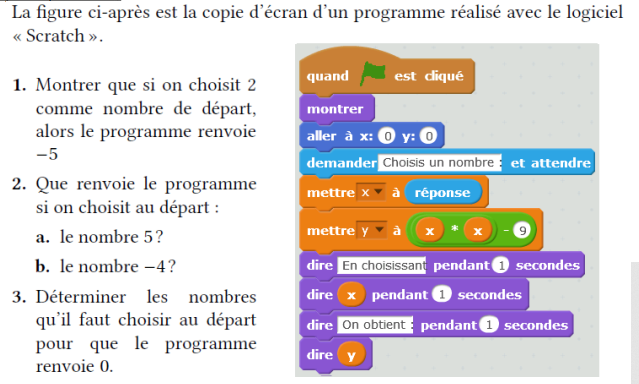 La figure ci-après est la copie d'écran d'un programme réalisé avec le logiciel
« Scratch ».
1. Montrer que si on choisit 2
comme nombre de départ,
alors le programme renvoie
−5
2. Que renvoie le programme
si on choisit au départ :
a. le nombre 5?
b. le nombre −4?
3. Déterminer les nombres
qu'il faut choisir au départ
pour que le programme
renvoie 0.
quand est cliqué
montrer
aller à x: 0 y: 0
demander Choisis un nombre : et attendre
mettre x à réponse
mettre y à x * x - 9
dire En choisissant pendant 1 secondes
dire x pendant 1 secondes
dire On obtient : pendant 1 secondes
dire y